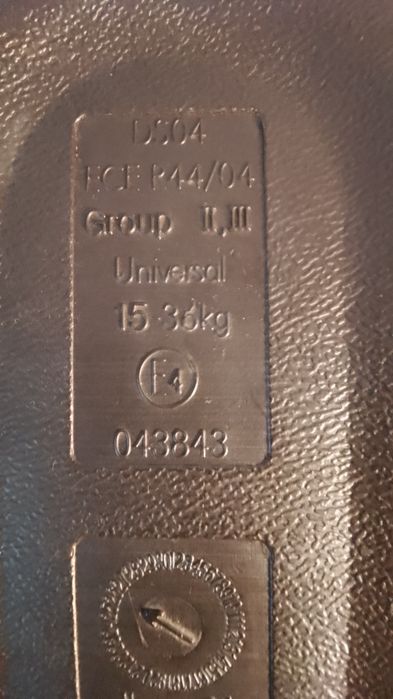 DS04
ECE R44/04
Group II,III
Universal
15-36kg
E4
043843